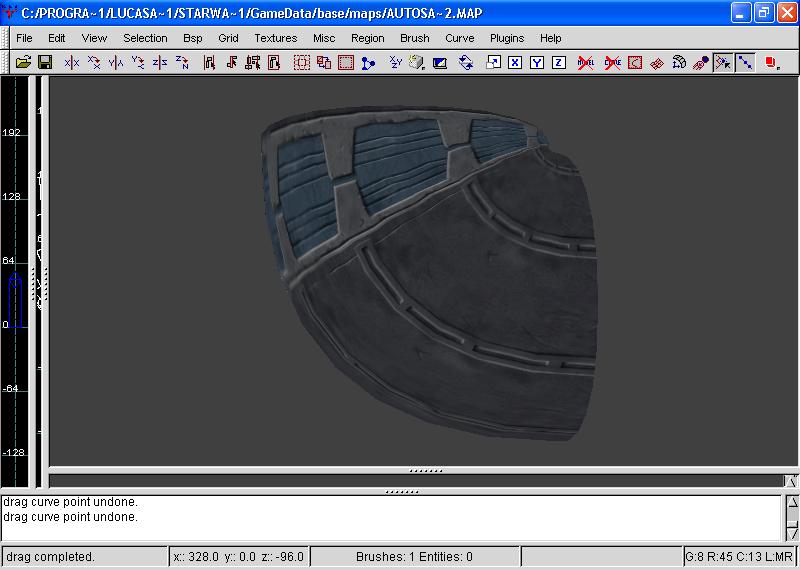 C:/PROGRA~1/LUCASA~1/STARWA~1/GameData/base/maps/AUTOSA~2.MAP
File Edit View Selection Bsp Grid Textures Misc Region Brush Curve Plugins Help
192
128
64
0
-64
-128
drag curve point undone.
drag curve point undone.
drag completed.
x:: 328.0 y:: 0.0 z:: -96.0
Brushes: 1 Entities: 0
G:8 R:45 C:13 L:MR